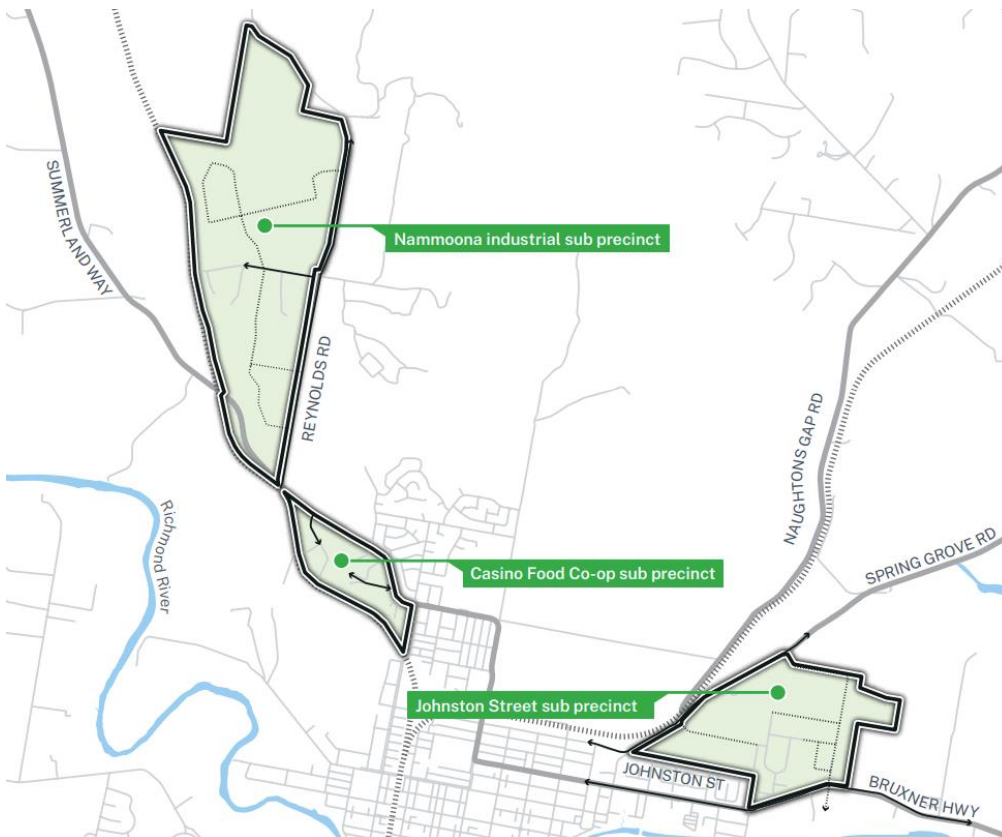 SUMMERLAND WAY
Nammoona industrial sub precinct
REYNOLDS RD
NAUGHTONS GAP RD
Richmond River
SPRING GROVE RD
Casino Food Co-op sub precinct
Johnston Street sub precinct
JOHNSTON ST
BRUXNER HWY